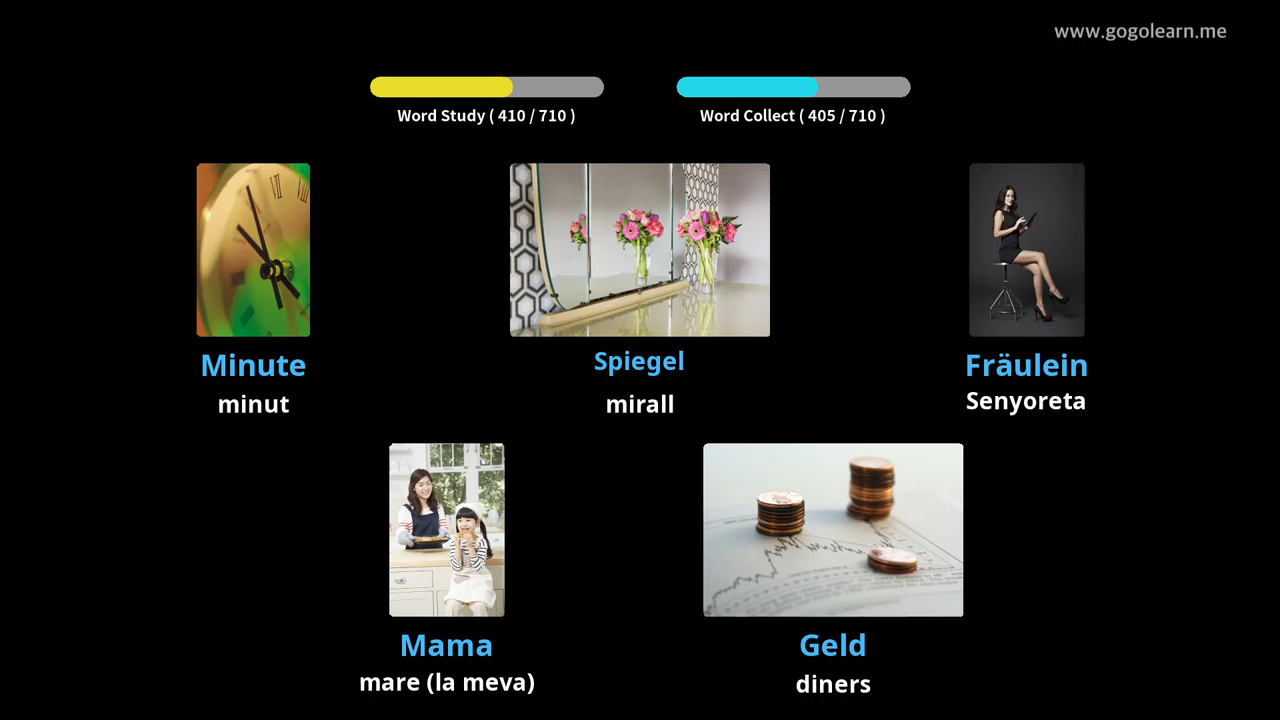 www.gogolearn.me
Word Study ( 410 / 710 )
Word Collect ( 405 / 710 )
Minute
minut
Spiegel
mirall
Fräulein
Senyoreta
Mama
mare (la meva)
Geld
diners